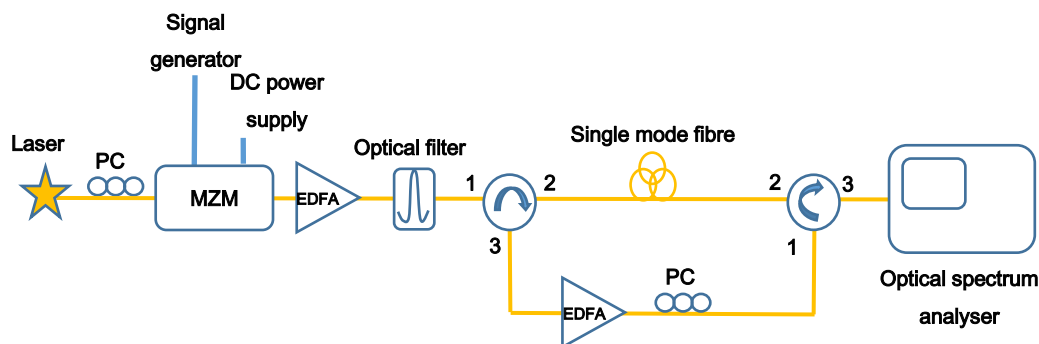 Signal
generator
DC power
supply
Laser
PC
MZM
EDFA
Optical filter
1
2
3
Single mode fibre
2
3
1
EDFA
PC
Optical spectrum
analyser